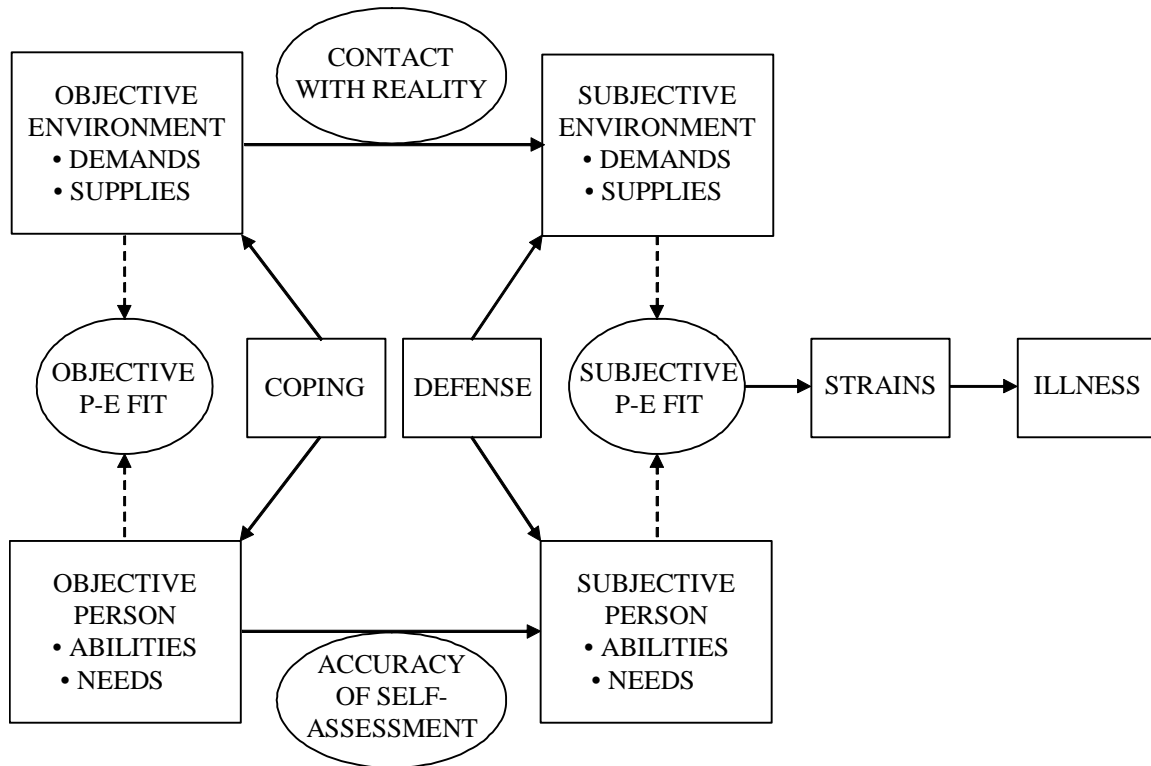 CONTACT
WITH REALITY
OBJECTIVE
ENVIRONMENT
• DEMANDS
• SUPPLIES
SUBJECTIVE
ENVIRONMENT
• DEMANDS
• SUPPLIES
OBJECTIVE
P-E FIT
COPING
DEFENSE
SUBJECTIVE
P-E FIT
STRAINS
ILLNESS
OBJECTIVE
PERSON
• ABILITIES
• NEEDS
SUBJECTIVE
PERSON
• ABILITIES
• NEEDS
ACCURACY
OF SELF-
ASSESSMENT